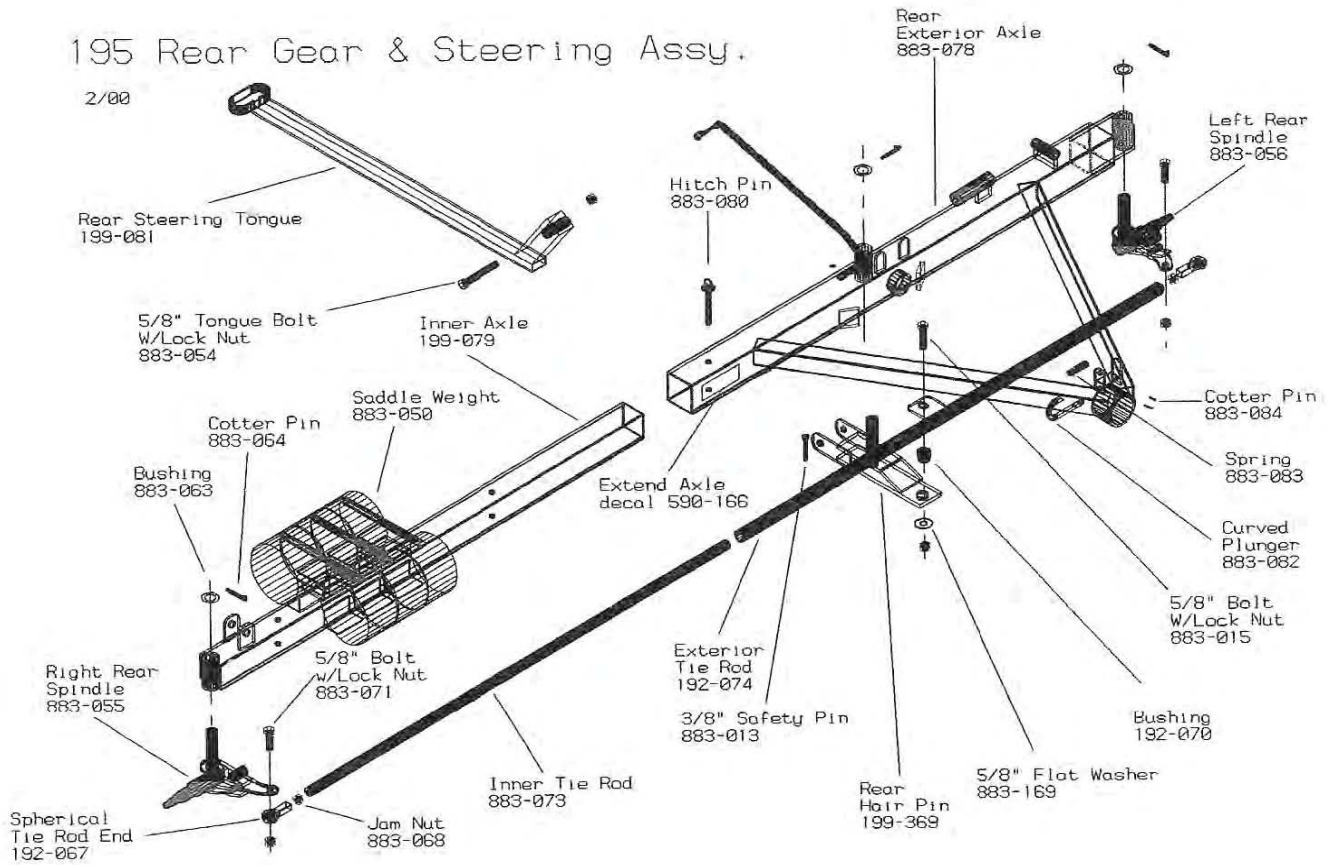 195 Rear Gear & Steering Assy.
2/00
Rear
Exterior Axle
883-078
Left Rear
Spindle
883-056
Hitch Pin
883-080
Rear Steering Tongue
199-081
5/8" Tongue Bolt
W/Lock Nut
883-054
Inner Axle
199-079
Saddle Weight
883-050
Cotter Pin
883-064
Bushing
883-063
Cotter Pin
883-084
Spring
883-083
Extend Axle
decal 590-166
Curved
Plunger
883-082
5/8" Bolt
W/Lock Nut
883-015
Right Rear
Spindle
883-055
5/8" Bolt
w/Lock Nut
883-071
Exterior
Tie Rod
192-074
3/8" Safety Pin
883-013
Bushing
192-070
Inner Tie Rod
883-073
5/8" Flat Washer
883-169
Rear
Hair Pin
199-369
Spherical
Tie Rod End
192-067
Jam Nut
883-068